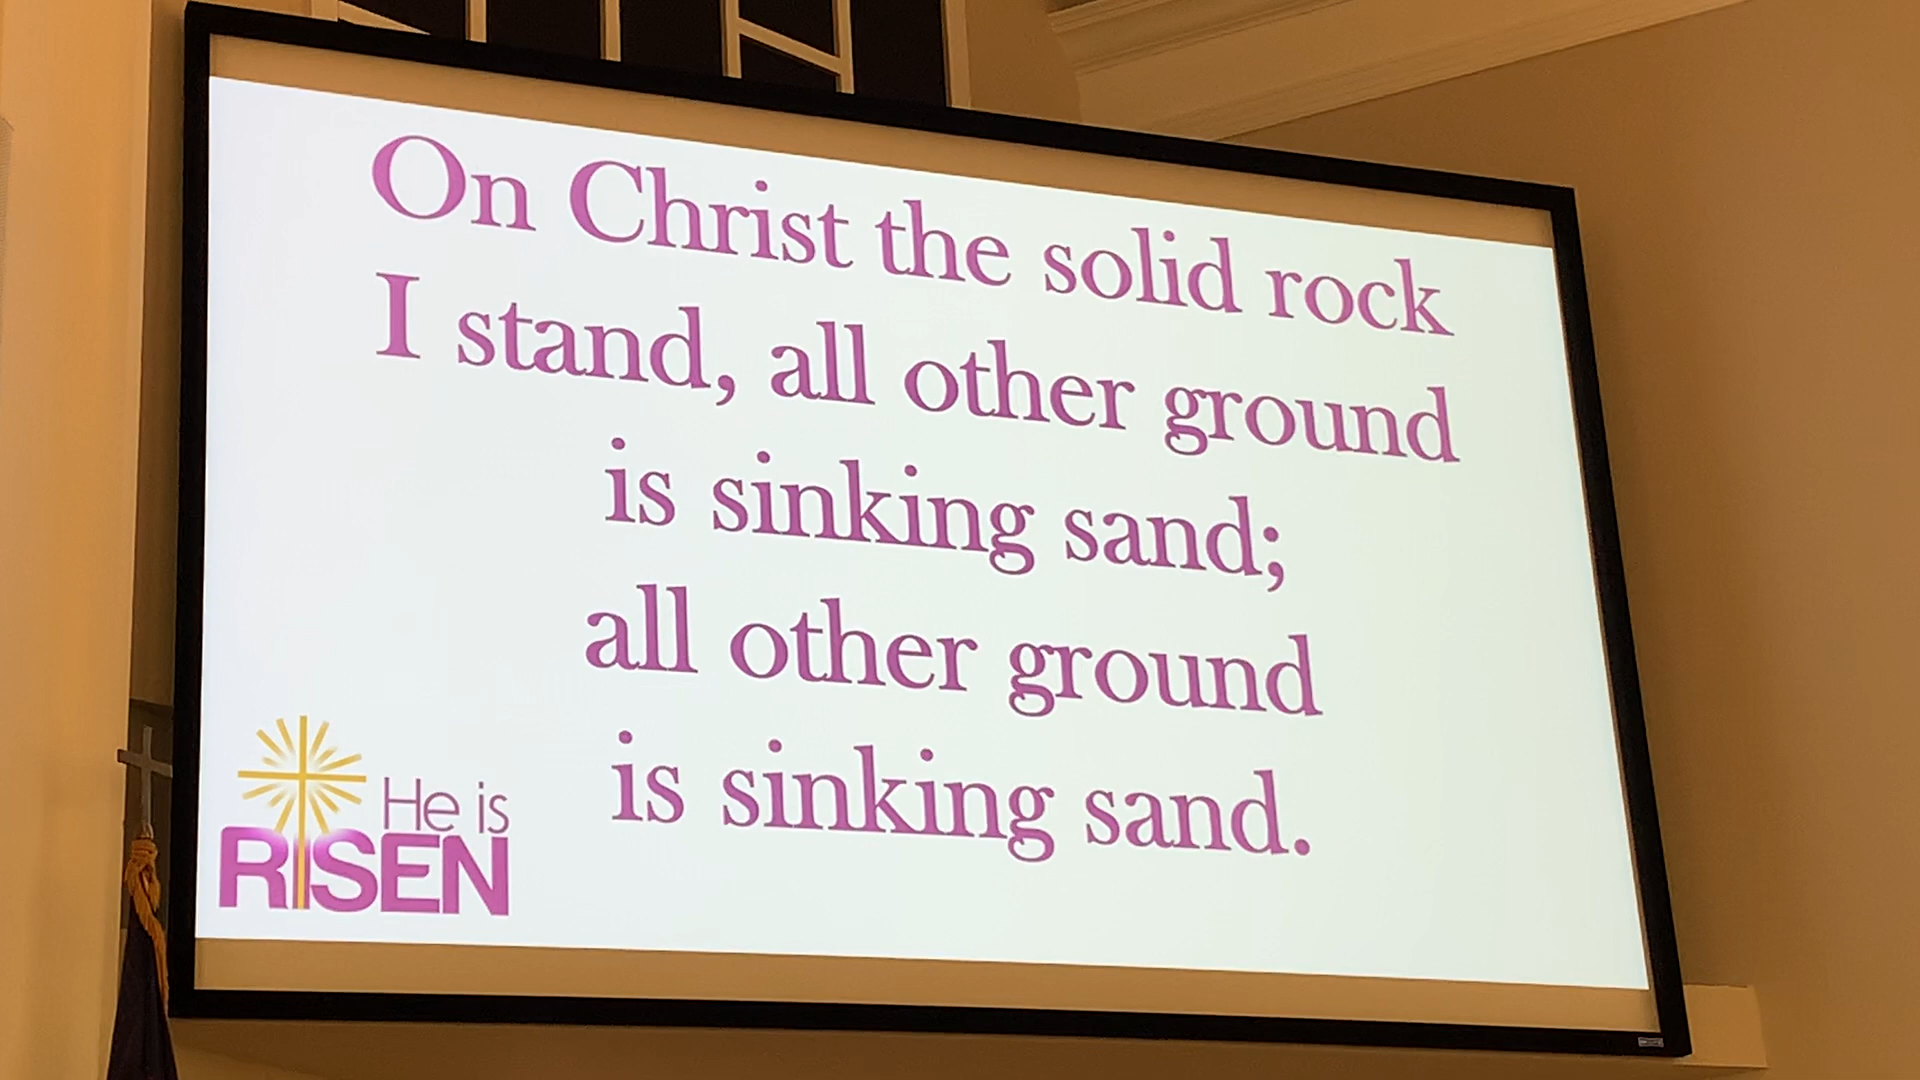 On Christ the solid rock
I stand, all other ground
is sinking sand;
all other ground
is sinking sand.
He is
RISEN